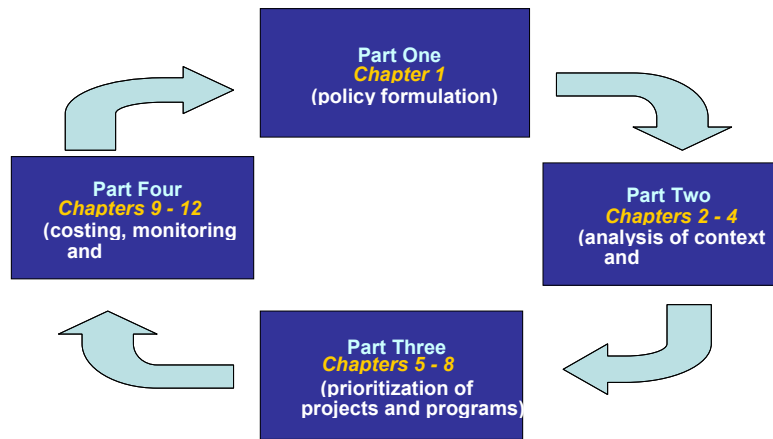 Part One
Chapter 1
(policy formulation)
Part Two
Chapters 2 - 4
(analysis of context
and
Part Three
Chapters 5 - 8
(prioritization of
projects and programs)
Part Four
Chapters 9 - 12
(costing, monitoring
and